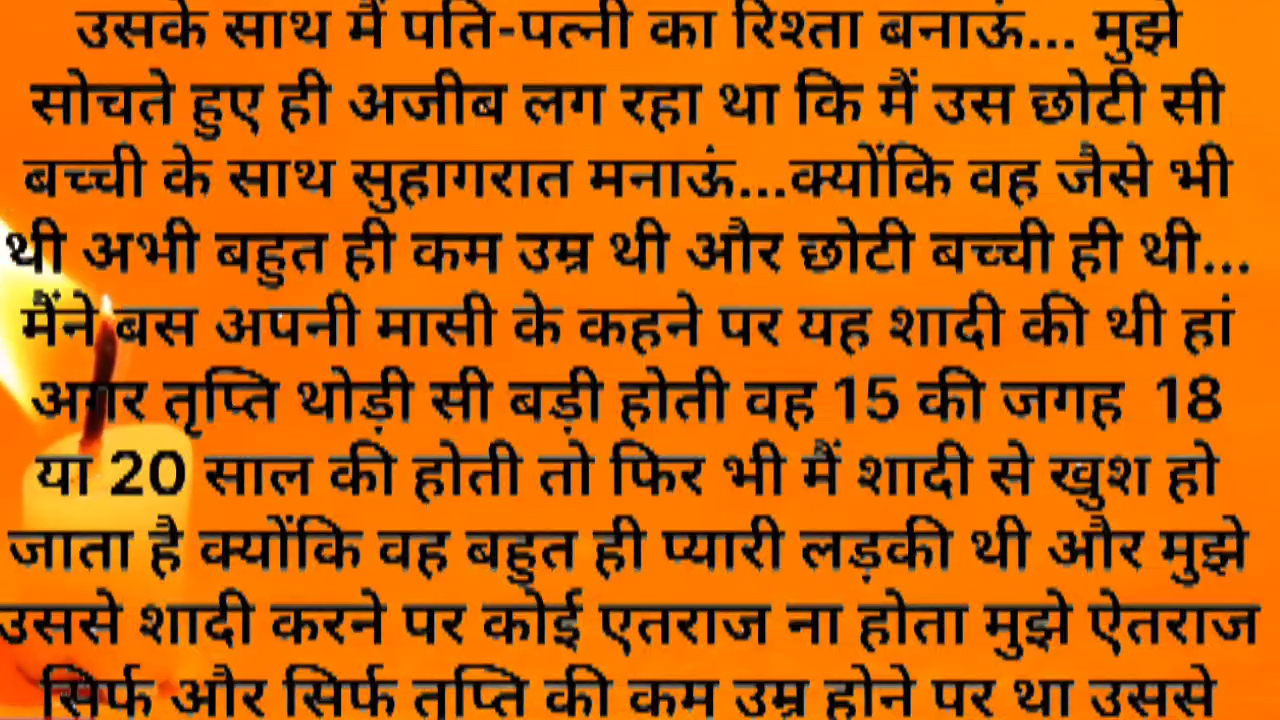 उसके साथ मैं पति-पत्नी का रिश्ता बनाऊं... मुझे
सोचते हुए ही अजीब लग रहा था कि मैं उस छोटी सी
बच्ची के साथ सुहागरात मनाऊं...क्योंकि वह जैसे भी
थी अभी बहुत ही कम उम्र थी और छोटी बच्ची ही थी...
मैंने बस अपनी मासी के कहने पर यह शादी की थी हां
अगर तृप्ति थोड़ी सी बड़ी होती वह 15 की जगह 18
या 20 साल की होती तो फिर भी मैं शादी से खुश हो
जाता है क्योंकि वह बहुत ही प्यारी लड़की थी और मुझे
उससे शादी करने पर कोई एतराज ना होता मुझे ऐतराज
सिर्फ और सिर्फ तृप्ति की कम उम्र होने पर था उससे